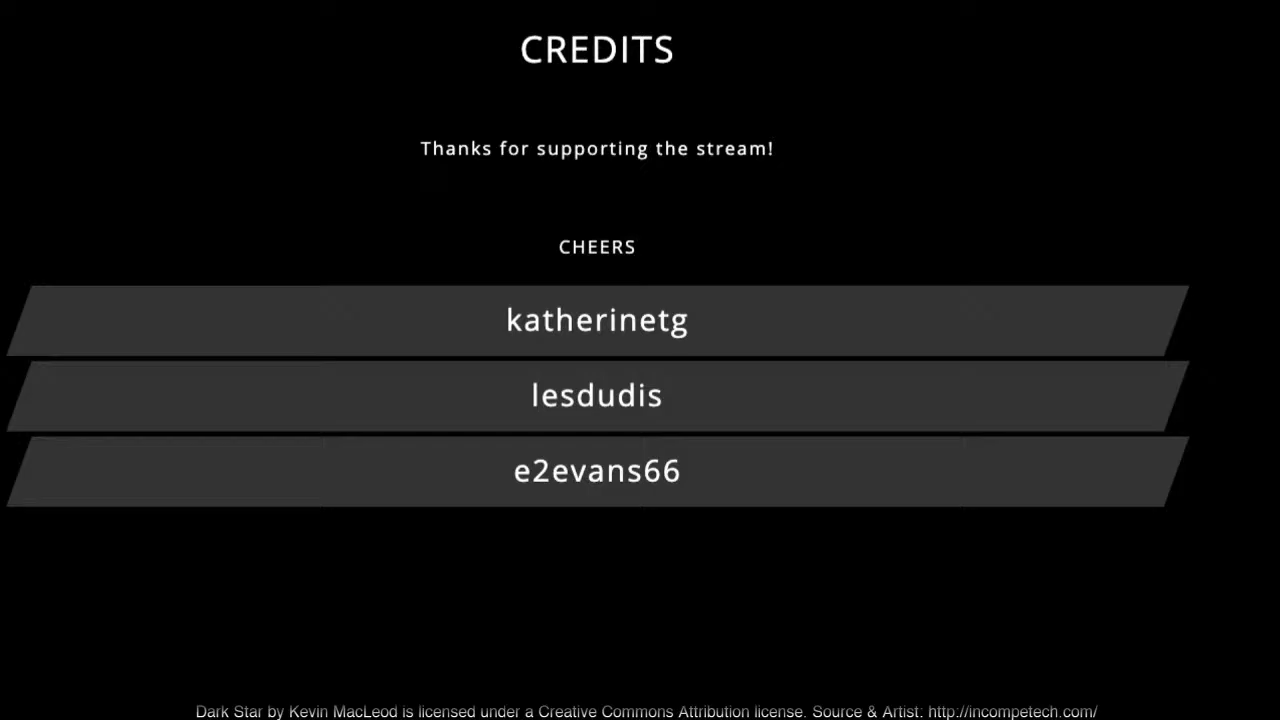 CREDITS
Thanks for supporting the stream!
CHEERS
katherinetg
lesdudis
e2evans66
Dark Star by Kevin MacLeod is licensed under a Creative Commons Attribution license. Source & Artist: http://incompetech.com/